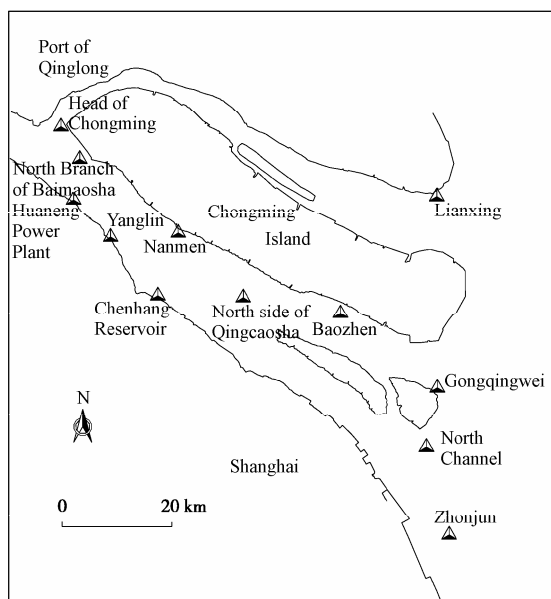 Port of
Qinglong
Head of
Chongming
North Branch
of Baimaosha
Huaneng
Power
Plant
Yanglin
Nanmen
Chongming
Island
Lianxing
Chenhang
Reservoir
North side of
Qingcaosha
Baozhen
Gongqingwei
North
Channel
N
Shanghai
0 20 km
Zhonjun